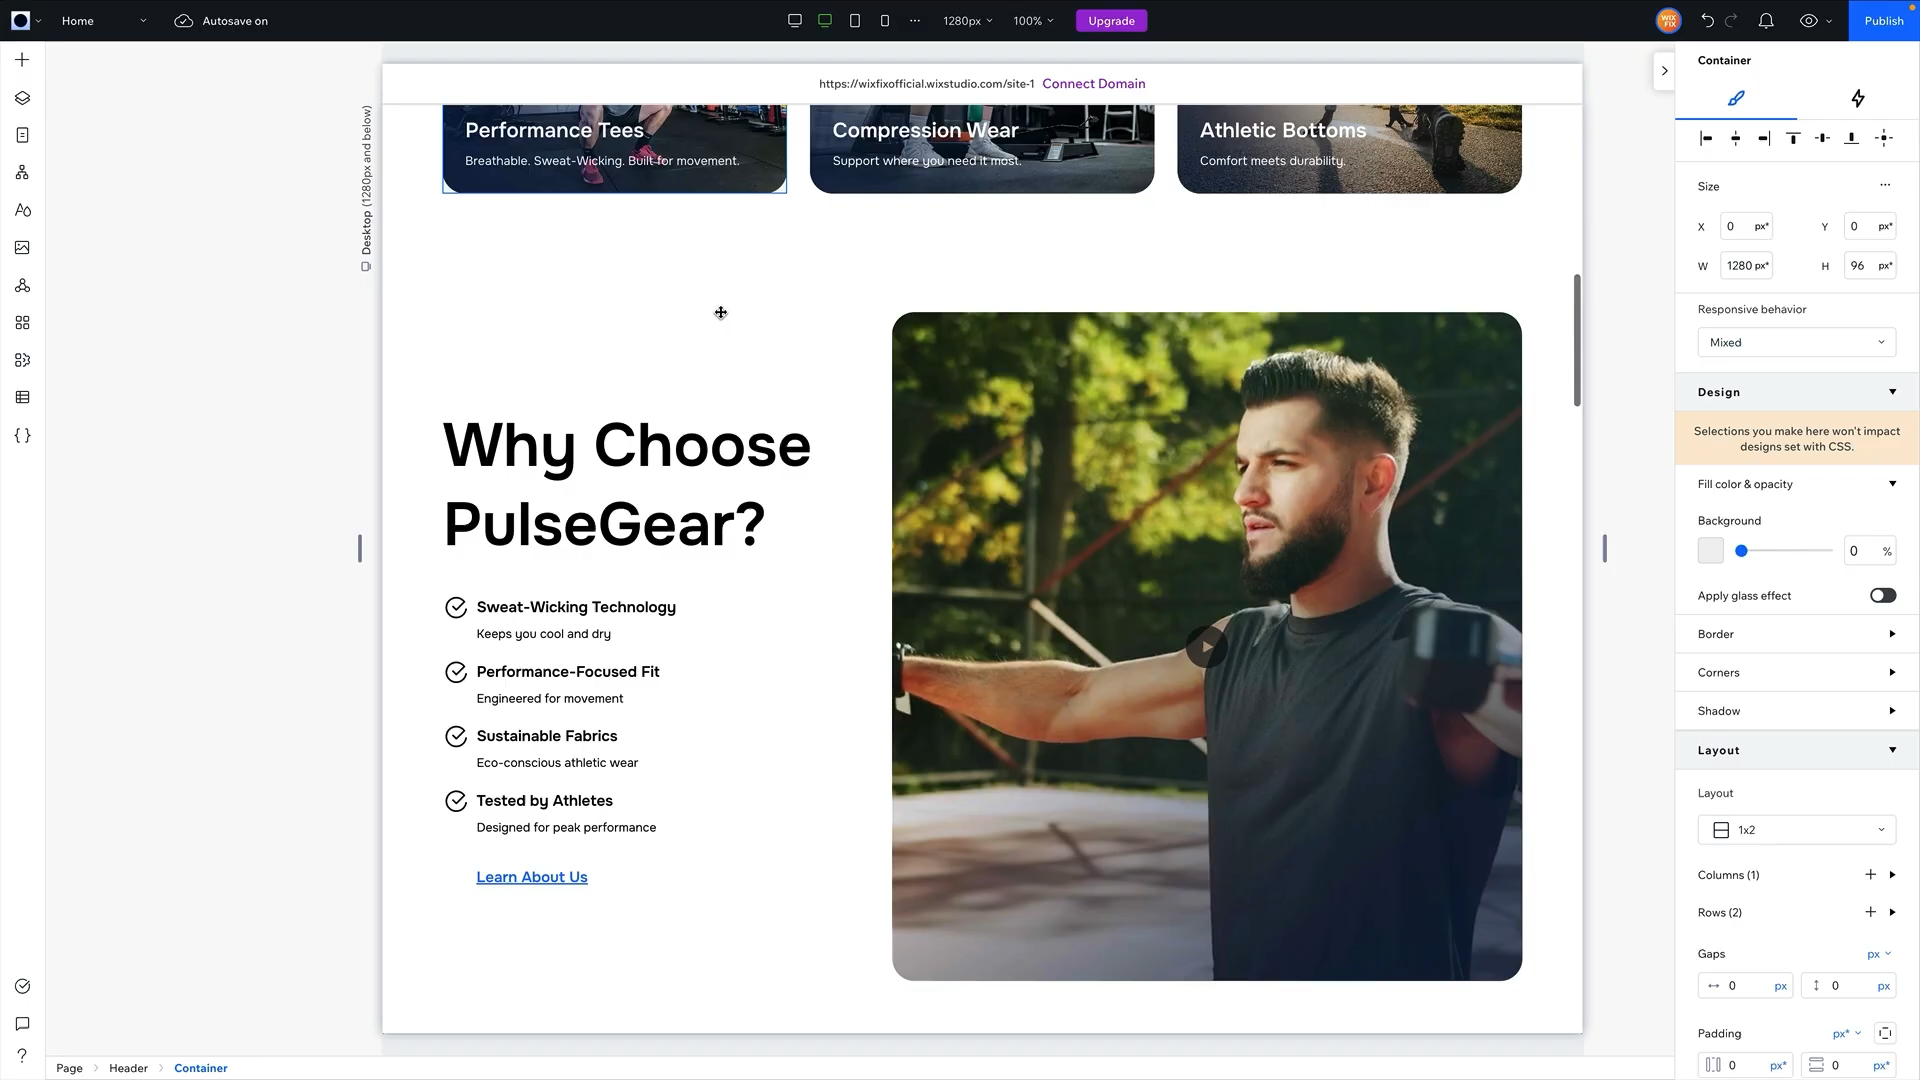 Home
Autosave on
1280px
100%
Upgrade
WIX
FIX
Publish
https://wixfixofficial.wixstudio.com/site-1 Connect Domain
Desktop (1280px and below)
Performance Tees
Breathable. Sweat-Wicking. Built for movement.
Compression Wear
Support where you need it most.
Athletic Bottoms
Comfort meets durability.
Why Choose
PulseGear?
Sweat-Wicking Technology
Keeps you cool and dry
Performance-Focused Fit
Engineered for movement
Sustainable Fabrics
Eco-conscious athletic wear
Tested by Athletes
Designed for peak performance
Learn About Us
Page > Header > Container
Container
Size
X 0 px* Y 0 px*
W 1280 px* H 96 px*
Responsive behavior
Mixed
Design
Selections you make here won't impact
designs set with CSS.
Fill color & opacity
Background
0 %
Apply glass effect
Border
Corners
Shadow
Layout
Layout
1x2
Columns (1)
Rows (2)
Gaps px
0 px 0 px
Padding px*
0 px* 0 px*